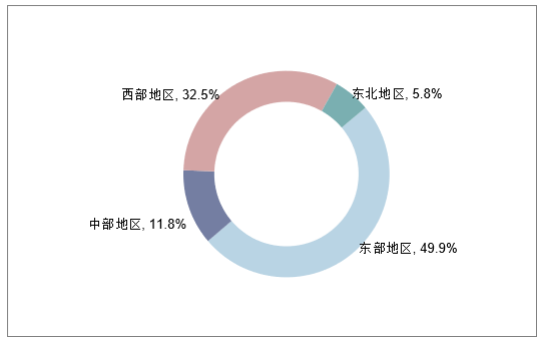 东北地区, 5.8%
西部地区, 32.5%
中部地区, 11.8%
东部地区, 49.9%